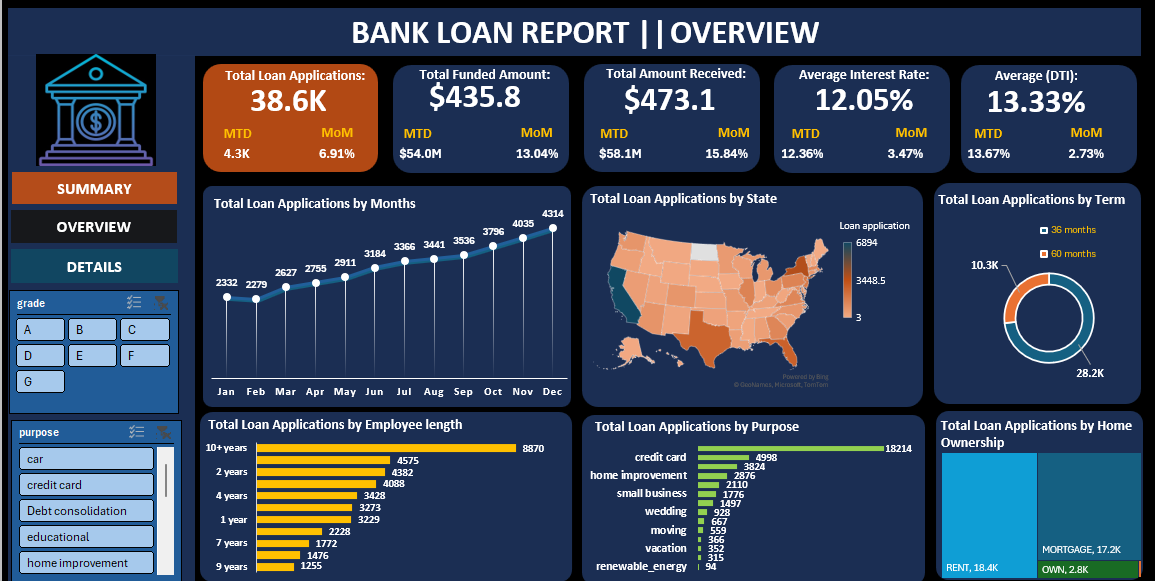 BANK LOAN REPORT ||OVERVIEW
Total Loan Applications:
38.6K
MTD MoM
4.3K 6.91%
Total Funded Amount:
$435.8
MTD MoM
$54.0M 13.04%
Total Amount Received:
$473.1
MTD MoM
$58.1M 15.84%
Average Interest Rate:
12.05%
MTD MoM
12.36% 3.47%
Average (DTI):
13.33%
MTD MoM
13.67% 2.73%
$
SUMMARY
OVERVIEW
DETAILS
grade
A B C
D E F
G
purpose
car
credit card
Debt consolidation
educational
home improvement
Total Loan Applications by Months
2332 2279 2627 2755 2911 3184 3366 3441 3536 3796 4035 4314
Jan Feb Mar Apr May Jun Jul Aug Sep Oct Nov Dec
Total Loan Applications by State
Loan application
6894
3448.5
3
Powered by Bing
© GeoNames, Microsoft, TomTom
Total Loan Applications by Term
36 months
60 months
10.3K
28.2K
Total Loan Applications by Employee length
10+ years 8870
4575
2 years 4382
4088
4 years 3428
3273
1 year 3229
2228
7 years 1772
1476
9 years 1255
Total Loan Applications by Purpose
18214
credit card 4998
3824
home improvement 2876
2110
small business 1776
1497
wedding 928
667
moving 559
366
vacation 352
315
renewable_energy 94
Total Loan Applications by Home
Ownership
RENT, 18.4K
MORTGAGE, 17.2K
OWN, 2.8K